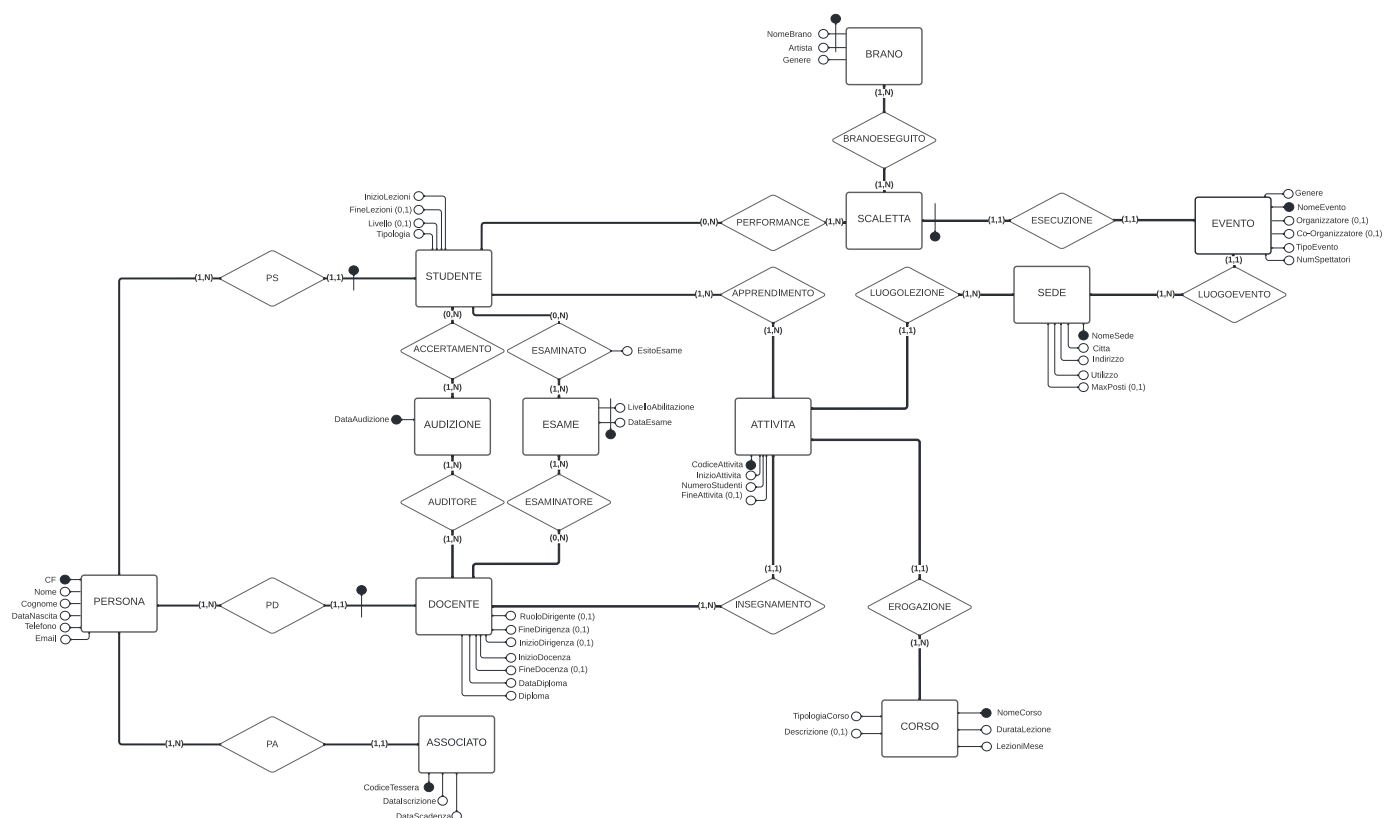 NomeBrano
Artista
Genere
BRANO
(1,N)
BRANOESEGUITO
(1,N)
InizioLezioni
FineLezioni (0,1)
Livello (0,1)
Tipologia
(0,N)
PERFORMANCE
(1,N)
SCALETTA
(1,1)
ESECUZIONE
(1,1)
EVENTO
Genere
NomeEvento
Organizzatore (0,1)
Co-Organizzatore (0,1)
TipoEvento
NumSpettatori
(1,1)
(1,N)
PS
(1,1)
STUDENTE
(1,N)
APPRENDIMENTO
(1,N)
LUOGOLEZIONE
(1,N)
SEDE
(1,N)
LUOGOEVENTO
(1,1)
NomeSede
Citta
Indirizzo
Utilizzo
MaxPosti (0,1)
(0,N)
(0,N)
ACCERTAMENTO
ESAMINATO
EsitoEsame
(1,N)
(1,N)
DataAudizione
AUDIZIONE
ESAME
LivelloAbilitazione
DataEsame
ATTIVITA
(1,N)
(1,N)
CodiceAttivita
InizioAttivita
NumeroStudenti
FineAttivita (0,1)
AUDITORE
ESAMINATORE
(1,N)
(0,N)
(1,1)
(1,1)
CF
Nome
Cognome
DataNascita
Telefono
Email
PERSONA
(1,N)
PD
(1,1)
DOCENTE
(1,N)
INSEGNAMENTO
EROGAZIONE
RuoloDirigente (0,1)
FineDirigenza (0,1)
InizioDirigenza (0,1)
InizioDocenza
FineDocenza (0,1)
DataDiploma
Diploma
(1,N)
TipologiaCorso
Descrizione (0,1)
CORSO
NomeCorso
DurataLezione
LezioniMese
(1,N)
PA
(1,1)
ASSOCIATO
CodiceTessera
DataIscrizione
DataScadenza